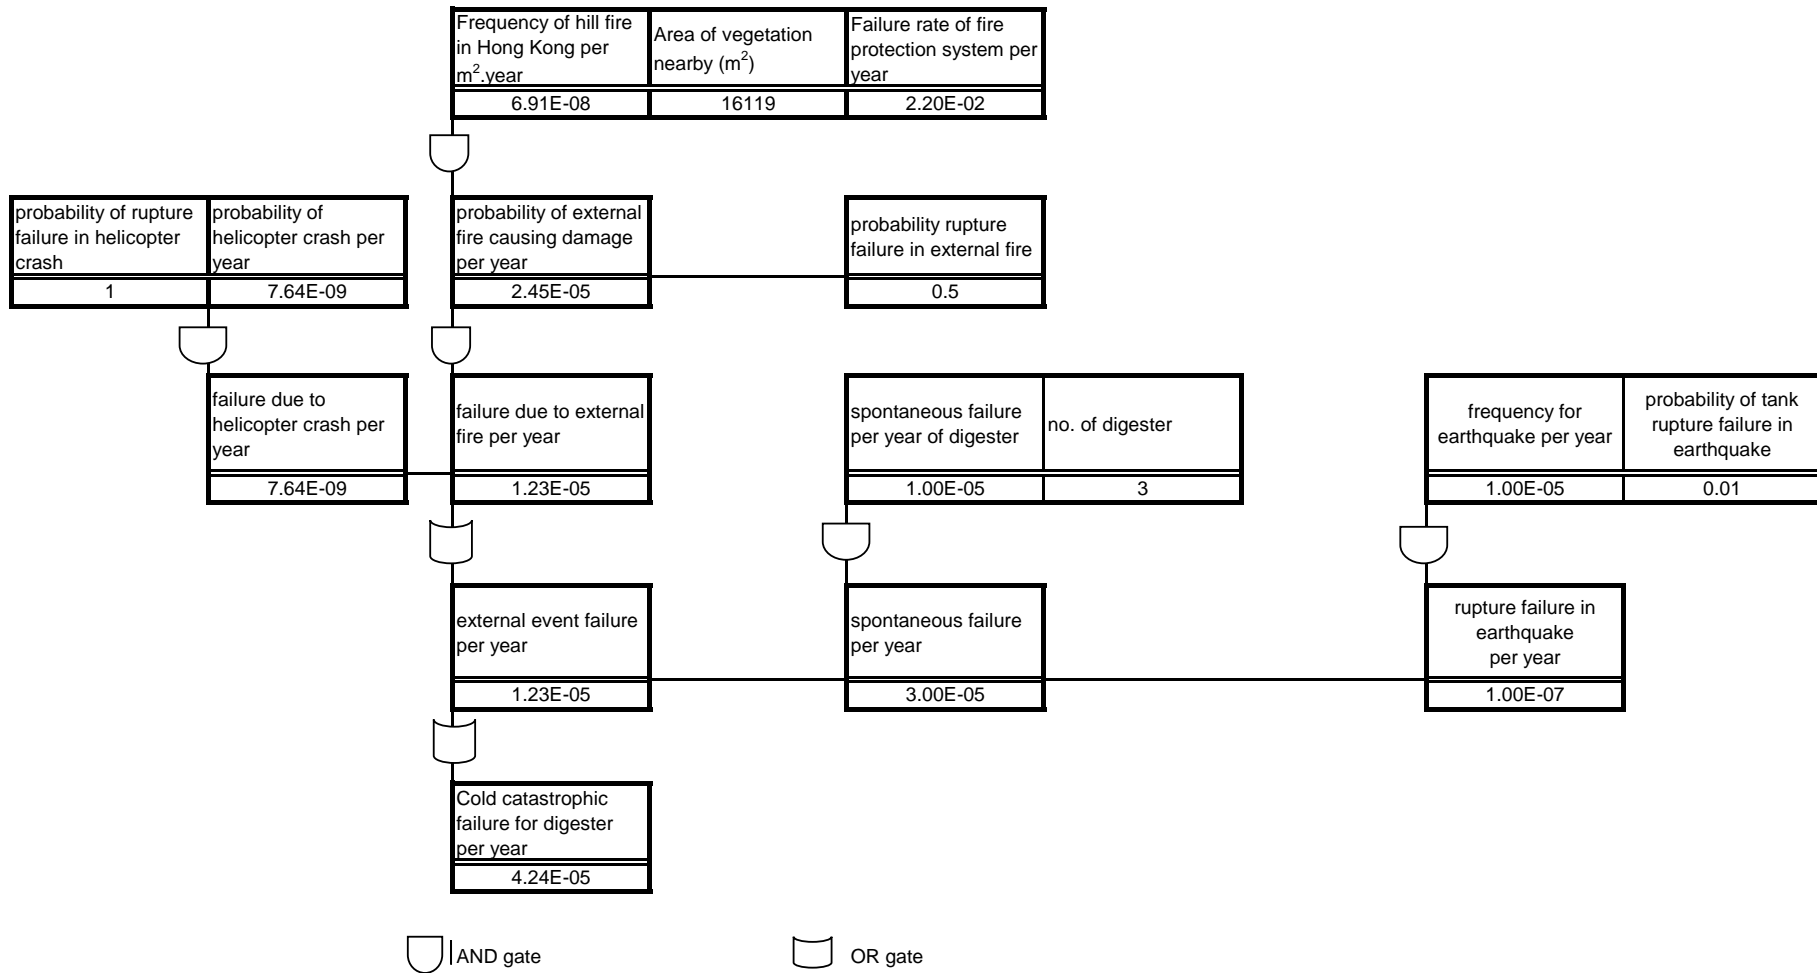 Frequency of hill fire
in Hong Kong per
m².year
Area of vegetation
nearby (m²)
Failure rate of fire
protection system per
year
6.91E-08
16119
2.20E-02
probability of rupture
failure in helicopter
crash
probability of
helicopter crash per
year
probability of external
fire causing damage
per year
probability rupture
failure in external fire
1
7.64E-09
2.45E-05
0.5
failure due to
helicopter crash per
year
failure due to external
fire per year
spontaneous failure
per year of digester
no. of digester
frequency for
earthquake per year
probability of tank
rupture failure in
earthquake
7.64E-09
1.23E-05
1.00E-05
3
1.00E-05
0.01
external event failure
per year
spontaneous failure
per year
rupture failure in
earthquake
per year
1.23E-05
3.00E-05
1.00E-07
Cold catastrophic
failure for digester
per year
4.24E-05
AND gate
OR gate